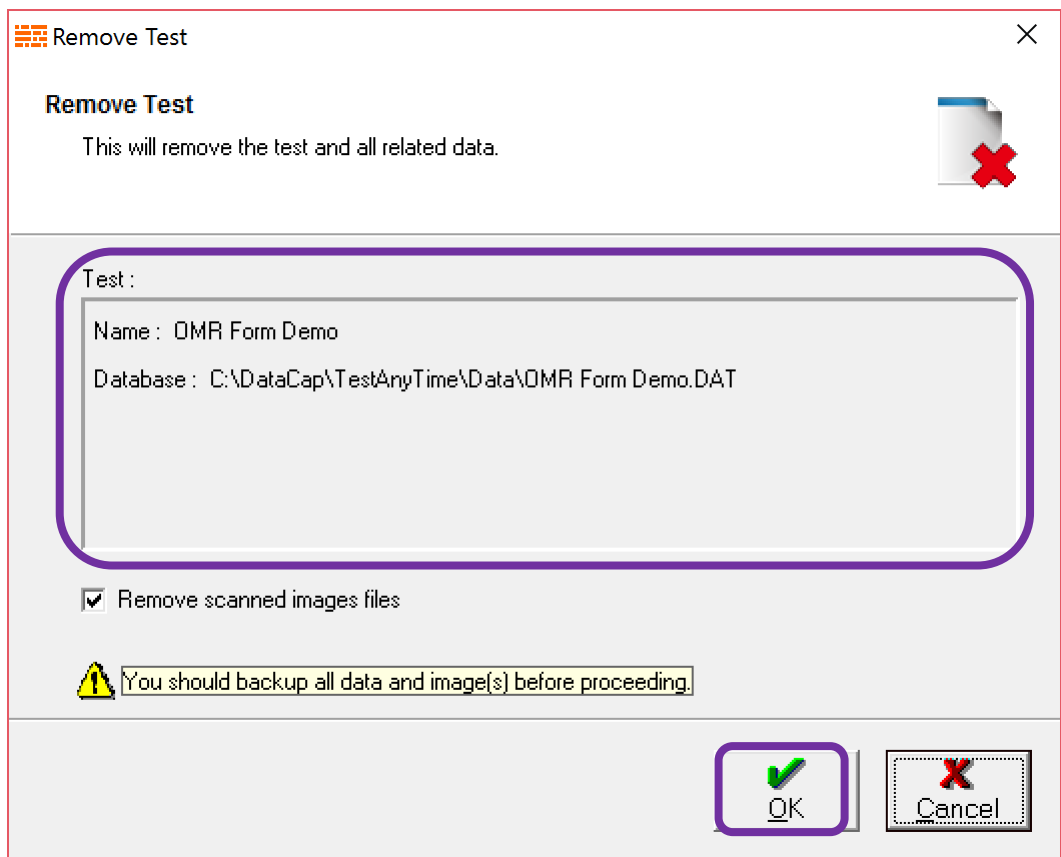 Remove Test
Remove Test
This will remove the test and all related data.
Test :
Name : OMR Form Demo
Database : C:\DataCap\TestAnyTime\Data\OMR Form Demo.DAT
Remove scanned images files
You should backup all data and image(s) before proceeding.
OK
Cancel